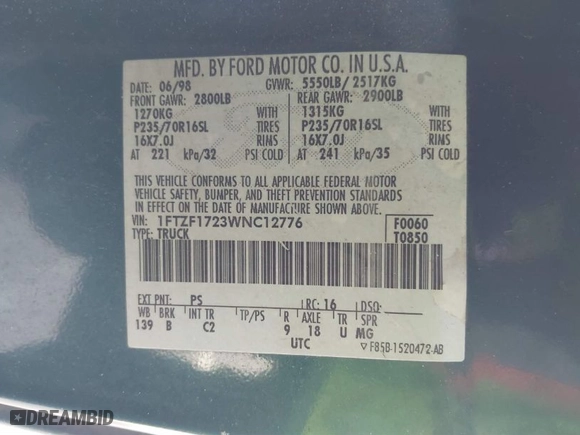 MFD. BY FORD MOTOR CO. IN U.S.A.
DATE: 06/98 GVWR: 5550LB/ 2517KG
FRONT GAWR: 2800LB REAR GAWR: 2900LB
1270KG WITH 1315KG WITH
P235/70R16SL TIRES P235/70R16SL TIRES
16X7.0J RIMS 16X7.0J RIMS
AT 221 kPa/32 PSI COLD AT 241 kPa/35 PSI COLD
THIS VEHICLE CONFORMS TO ALL APPLICABLE FEDERAL MOTOR
VEHICLE SAFETY, BUMPER, AND THEFT PREVENTION STANDARDS
IN EFFECT ON THE DATE OF MANUFACTURE SHOWN ABOVE.
VIN: 1FTZF1723WNC12776 F0060
TYPE: TRUCK T0850
EXT PNT: PS RC: 16 DSO:
WB BRK INT TR TP/PS R AXLE TR SPR
139 B C2 9 18 U MG
UTC ▽ F85B-1520472-AB
DREAMBID